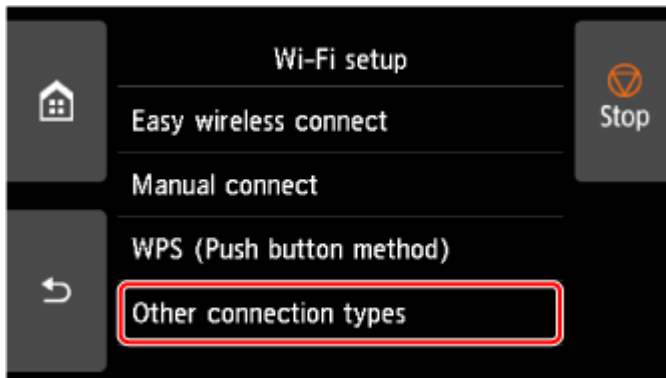 Wi-Fi setup
Easy wireless connect
Stop
Manual connect
WPS (Push button method)
Other connection types